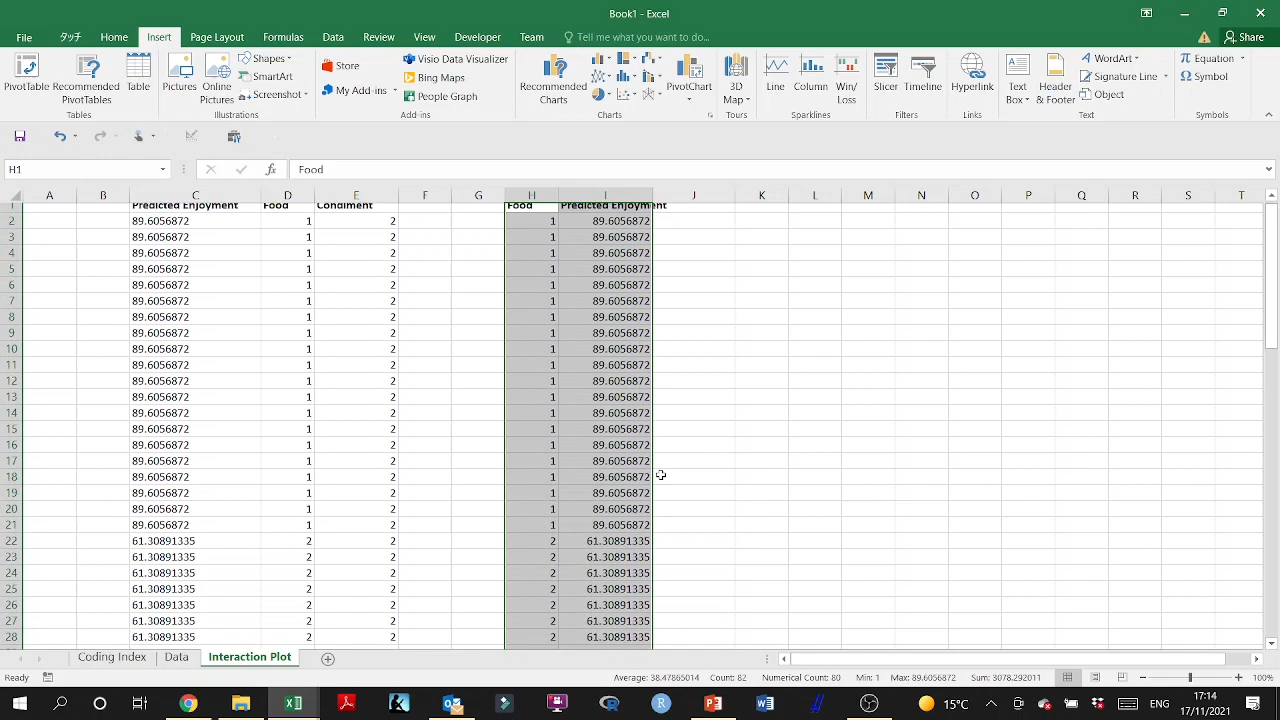 Book1 - Excel
Share
File タッチ Home Insert Page Layout Formulas Data Review View Developer Team Tell me what you want to do...
PivotTable Recommended PivotTables Table
Tables
Pictures Online Pictures Shapes SmartArt Screenshot
Illustrations
Store
My Add-ins
Visio Data Visualizer
Bing Maps
People Graph
Add-ins
Recommended Charts PivotChart
Charts
3D Map
Tours
Line Column Win/ Loss
Sparklines
Slicer Timeline
Filters
Hyperlink
Links
Text Box Header & Footer WordArt Signature Line Object
Text
Equation
Symbol
Symbols
H1 fx Food
A B C D E F G H I J K L M N O P Q R S T
1 Predicted Enjoyment Food Condiment Food Predicted Enjoyment
2 89.6056872 1 2 1 89.6056872
3 89.6056872 1 2 1 89.6056872
4 89.6056872 1 2 1 89.6056872
5 89.6056872 1 2 1 89.6056872
6 89.6056872 1 2 1 89.6056872
7 89.6056872 1 2 1 89.6056872
8 89.6056872 1 2 1 89.6056872
9 89.6056872 1 2 1 89.6056872
10 89.6056872 1 2 1 89.6056872
11 89.6056872 1 2 1 89.6056872
12 89.6056872 1 2 1 89.6056872
13 89.6056872 1 2 1 89.6056872
14 89.6056872 1 2 1 89.6056872
15 89.6056872 1 2 1 89.6056872
16 89.6056872 1 2 1 89.6056872
17 89.6056872 1 2 1 89.6056872
18 89.6056872 1 2 1 89.6056872
19 89.6056872 1 2 1 89.6056872
20 89.6056872 1 2 1 89.6056872
21 89.6056872 1 2 1 89.6056872
22 61.30891335 2 2 2 61.30891335
23 61.30891335 2 2 2 61.30891335
24 61.30891335 2 2 2 61.30891335
25 61.30891335 2 2 2 61.30891335
26 61.30891335 2 2 2 61.30891335
27 61.30891335 2 2 2 61.30891335
28 61.30891335 2 2 2 61.30891335
Coding Index Data Interaction Plot
Ready Average: 38.47865014 Count: 82 Numerical Count: 80 Min: 1 Max: 89.6056872 Sum: 3078.292011 100%
15°C ENG 17:14
17/11/2021